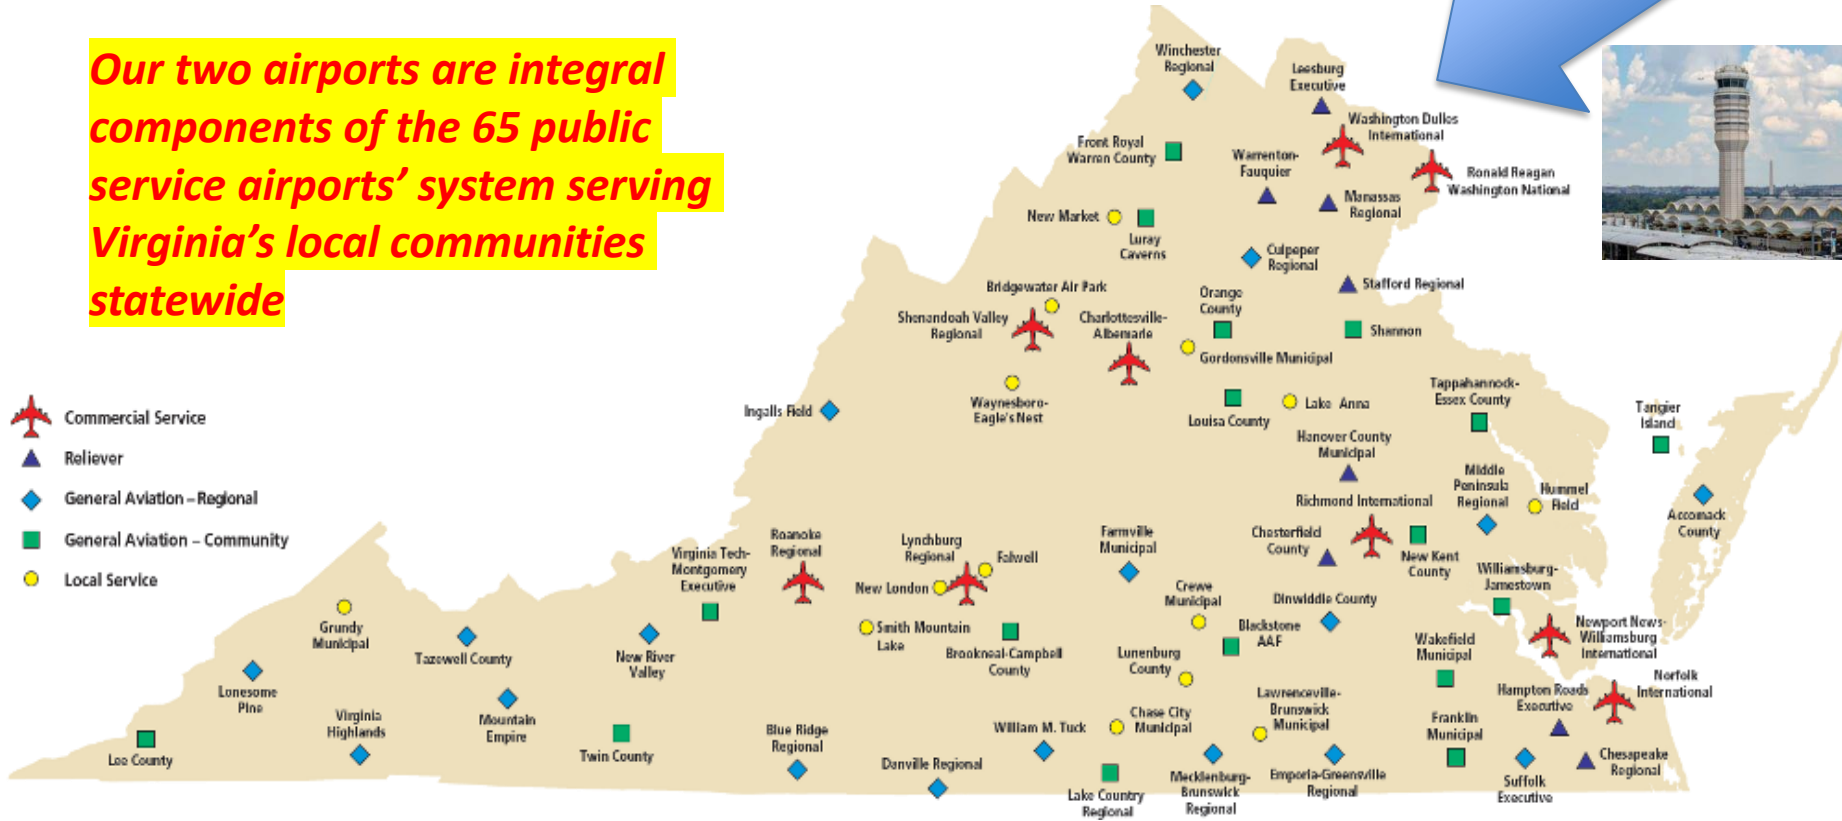 Our two airports are integral
components of the 65 public
service airports’ system serving
Virginia’s local communities
statewide
Commercial Service
Reliever
General Aviation – Regional
General Aviation – Community
Local Service
Winchester
Regional
Leesburg
Executive
Washington Dulles
International
Ronald Reagan
Washington National
Front Royal
Warren County
Warrenton-
Fauquier
Manassas
Regional
New Market
Luray
Caverns
Culpeper
Regional
Stafford Regional
Bridgewater Air Park
Shenandoah Valley
Regional
Charlottesville-
Albemarle
Orange
County
Shannon
Gordonsville Municipal
Waynesboro-
Eagle's Nest
Ingalls Field
Louisa County
Lake Anna
Tappahannock-
Essex County
Tangier
Island
Hanover County
Municipal
Middle
Peninsula
Regional
Hummel
Field
Accomack
County
Richmond International
Chesterfield
County
New Kent
County
Williamsburg-
Jamestown
Roanoke
Regional
Lynchburg
Regional
Falwell
New London
Farmville
Municipal
Virginia Tech-
Montgomery
Executive
Crewe
Municipal
Dinwiddie County
Newport News-
Williamsburg
International
Grundy
Municipal
Tazewell County
New River
Valley
Smith Mountain
Lake
Brookneal-Campbell
County
Blackstone
AAF
Lunenburg
County
Wakefield
Municipal
Norfolk
International
Lonesome
Pine
Virginia
Highlands
Mountain
Empire
Twin County
Blue Ridge
Regional
Danville Regional
William M. Tuck
Chase City
Municipal
Lawrenceville-
Brunswick
Municipal
Hampton Roads
Executive
Franklin
Municipal
Lee County
Lake Country
Regional
Mecklenburg-
Brunswick
Regional
Emporia-Greensville
Regional
Suffolk
Executive
Chesapeake
Regional